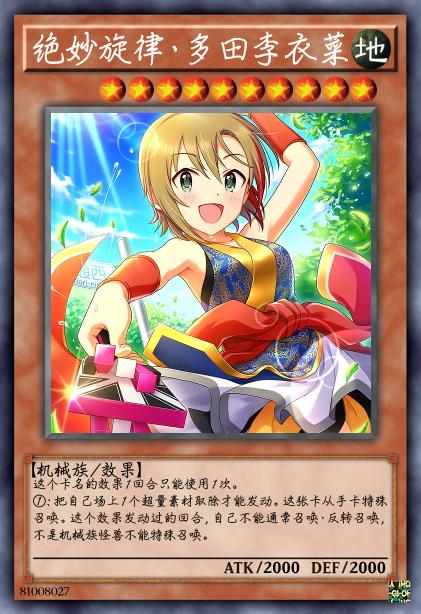 绝妙旋律·多田李衣菜
地
【机械族/效果】
这个卡名的效果1回合只能使用1次。
①:把自己场上1个超量素材取除才能发动。这张卡从手卡特殊
召唤。这个效果发动过的回合,自己不能通常召唤·反转召唤,
不是机械族怪兽不能特殊召唤。
ATK/2000 DEF/2000
81008027